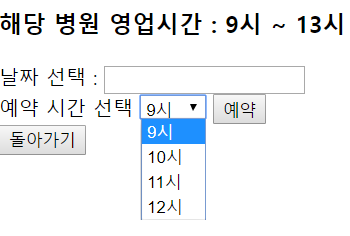 해당 병원 영업시간 : 9시 ~ 13시
날짜 선택 :
예약 시간 선택 9시 예약
돌아가기 9시
10시
11시
12시